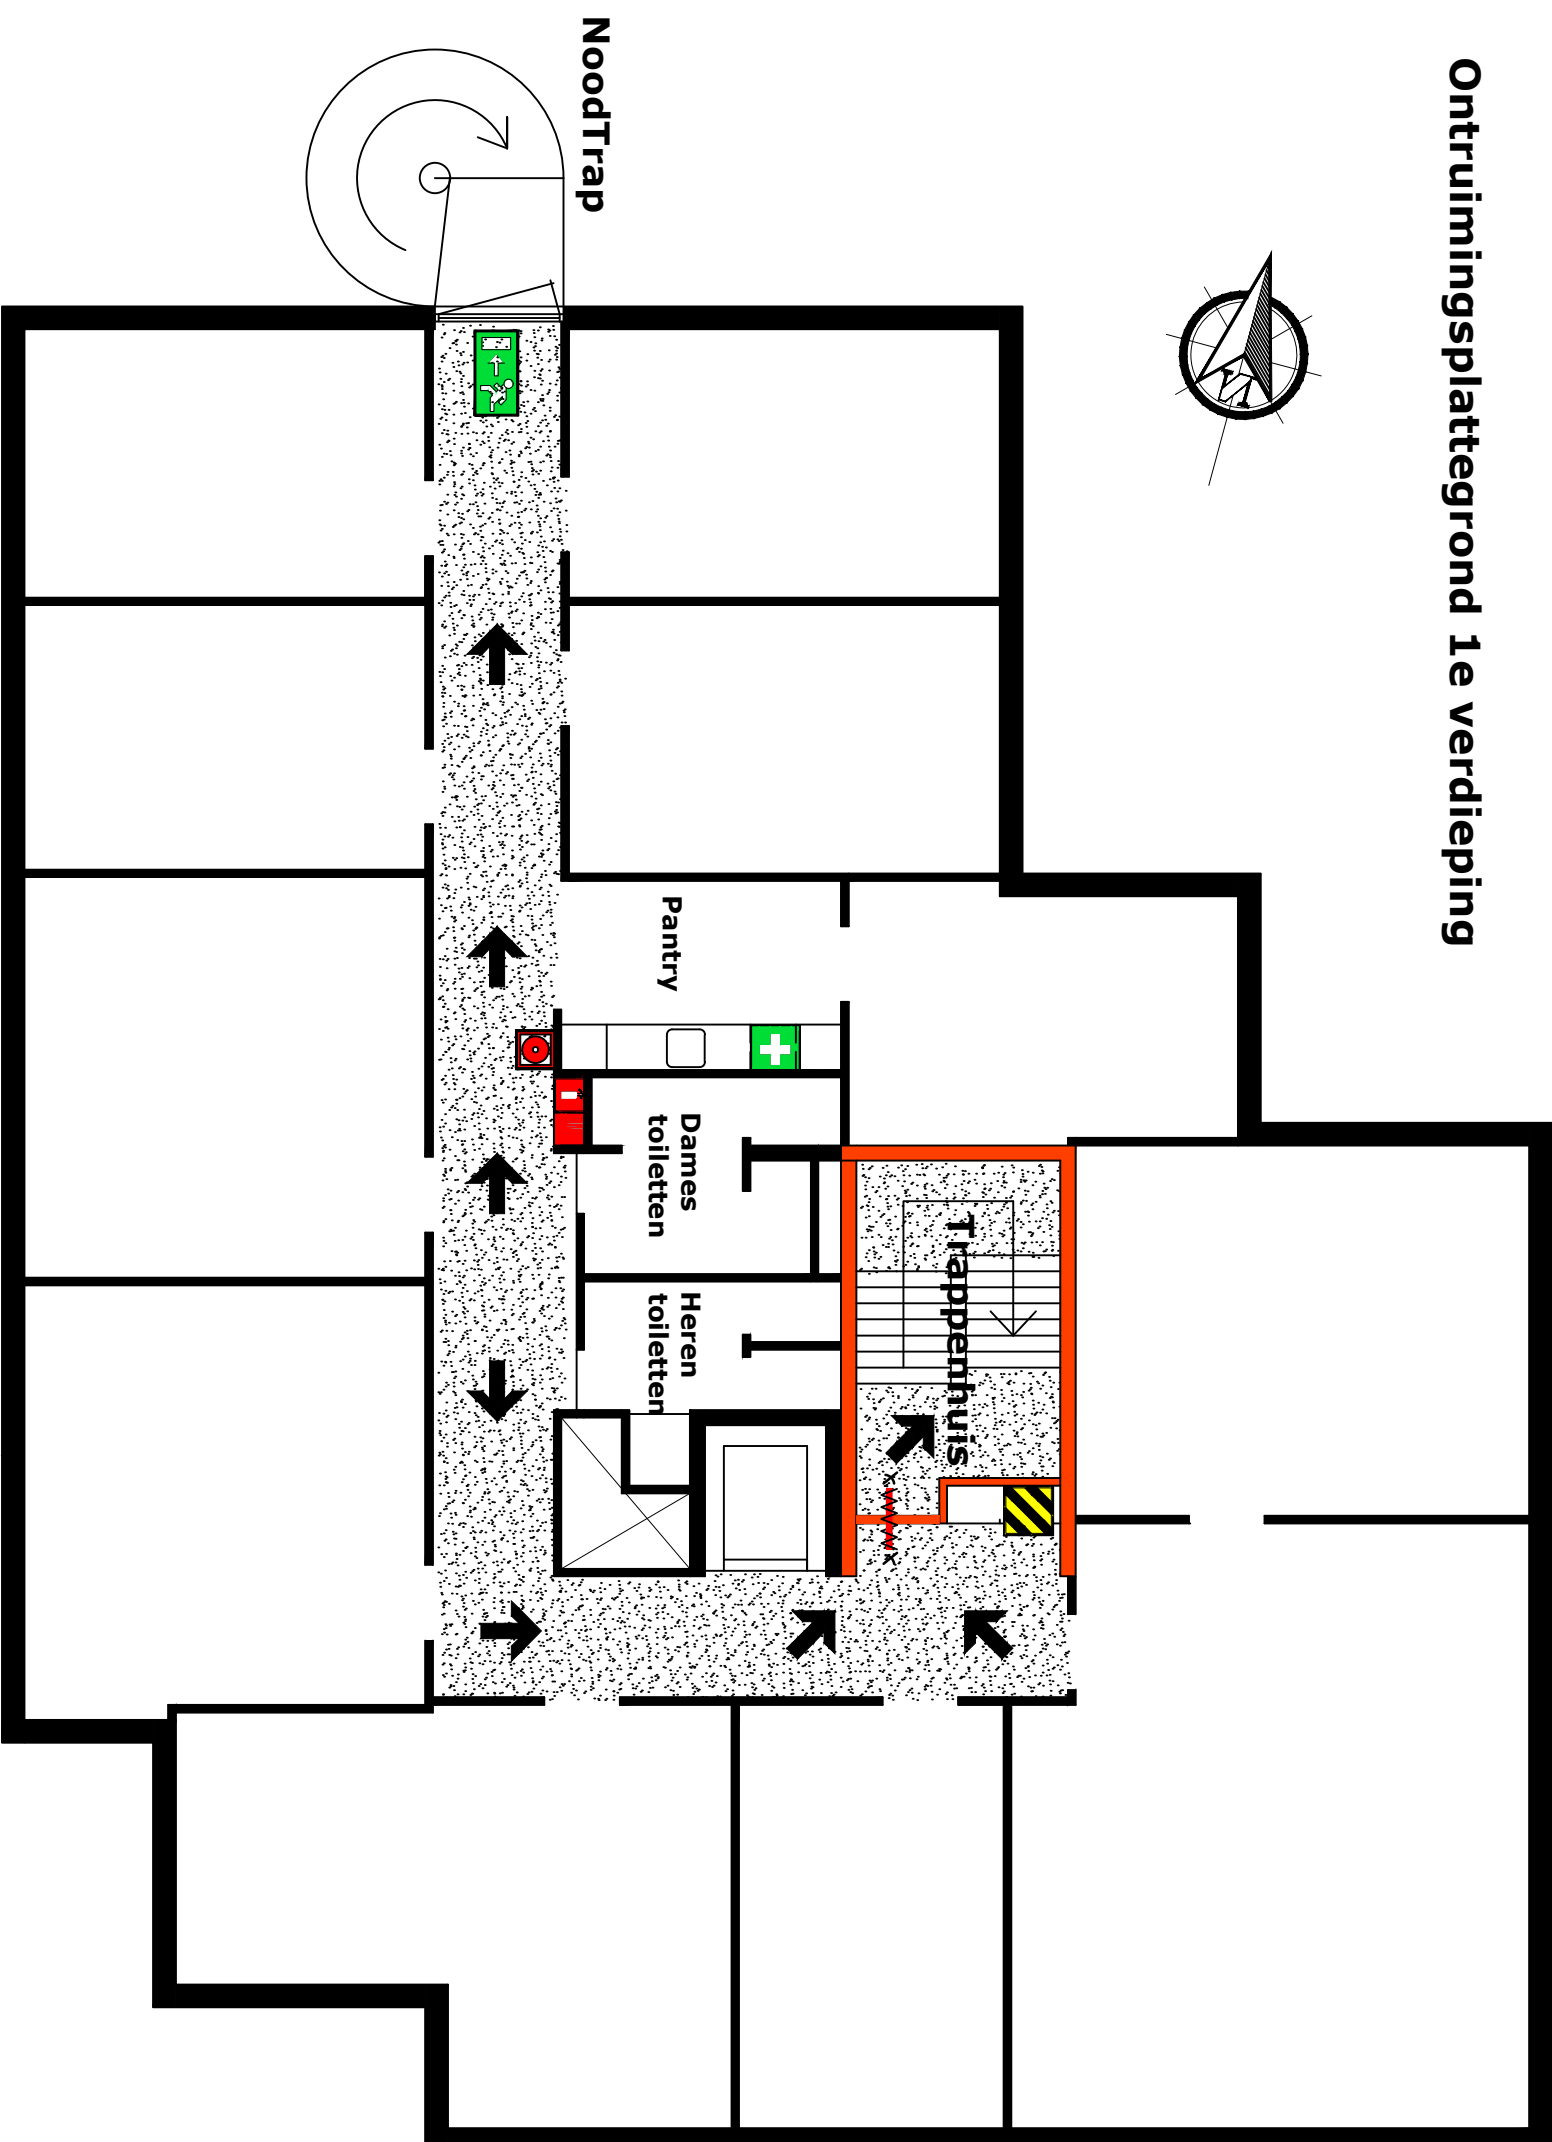 Ontruimingsplattegrond 1e verdieping
NoodTrap
Pantry
Dames
toiletten
Heren
toiletten
Trappenhuis
N